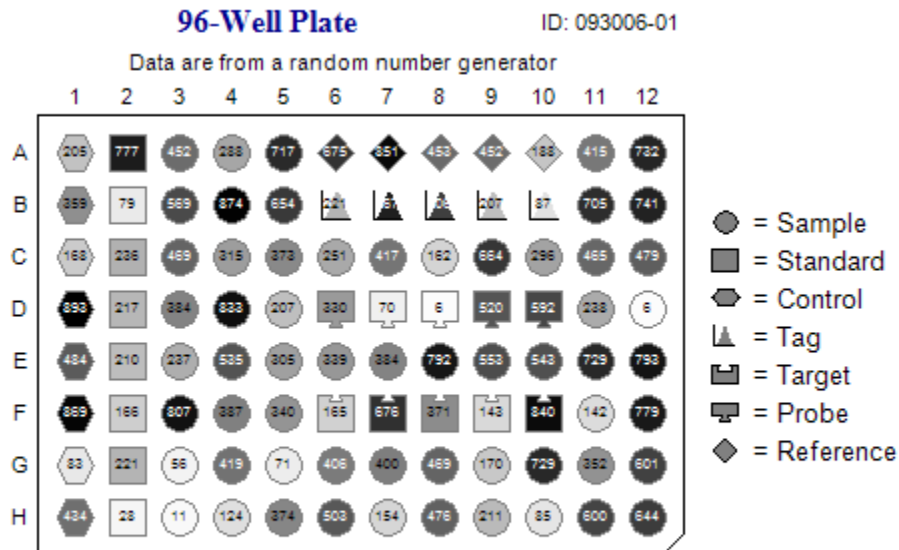 96-Well Plate ID: 093006-01
Data are from a random number generator
1 2 3 4 5 6 7 8 9 10 11 12
A 205 777 452 288 717 675 851 453 452 188 415 732
B 359 79 569 874 654 221 207 87 705 741
C 168 236 469 315 373 251 417 162 664 296 465 479
D 893 217 384 833 207 330 70 6 520 592 238 6
E 484 210 237 535 305 339 384 792 553 543 729 793
F 869 166 807 387 340 165 676 371 143 840 142 779
G 83 221 56 419 71 406 400 469 170 729 352 601
H 434 28 11 124 374 503 154 476 211 85 600 644
= Sample
= Standard
= Control
= Tag
= Target
= Probe
= Reference